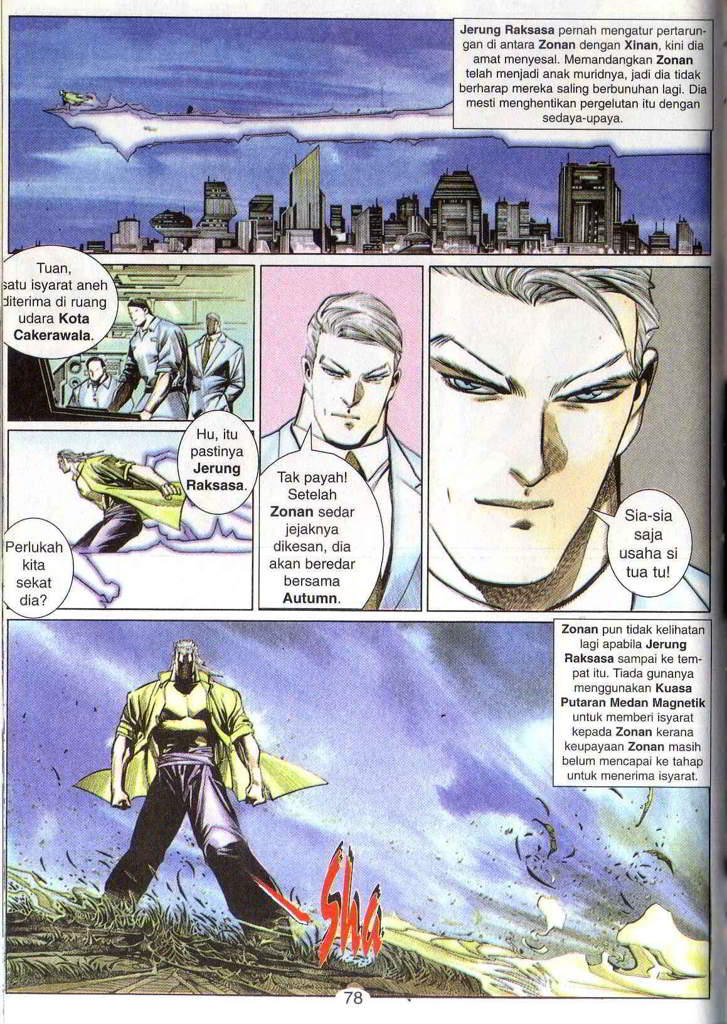 Jerung Raksasa pernah mengatur pertarun-
gan di antara Zonan dengan Xinan, kini dia
amat menyesal. Memandangkan Zonan
telah menjadi anak muridnya, jadi dia tidak
berharap mereka saling berbunuhan lagi. Dia
mesti menghentikan pergelutan itu dengan
sedaya-upaya.
Tuan,
satu isyarat aneh
diterima di ruang
udara Kota
Cakerawala.
Hu, itu
pastinya
Jerung
Raksasa.
Perlukah
kita
sekat
dia?
Tak payah!
Setelah
Zonan sedar
jejaknya
dikesan, dia
akan beredar
bersama
Autumn.
Sia-sia
saja
usaha si
tua tu!
Zonan pun tidak kelihatan
lagi apabila Jerung
Raksasa sampai ke tem-
pat itu. Tiada gunanya
menggunakan Kuasa
Putaran Medan Magnetik
untuk memberi isyarat
kepada Zonan kerana
keupayaan Zonan masih
belum mencapai ke tahap
untuk menerima isyarat.
Sha
78